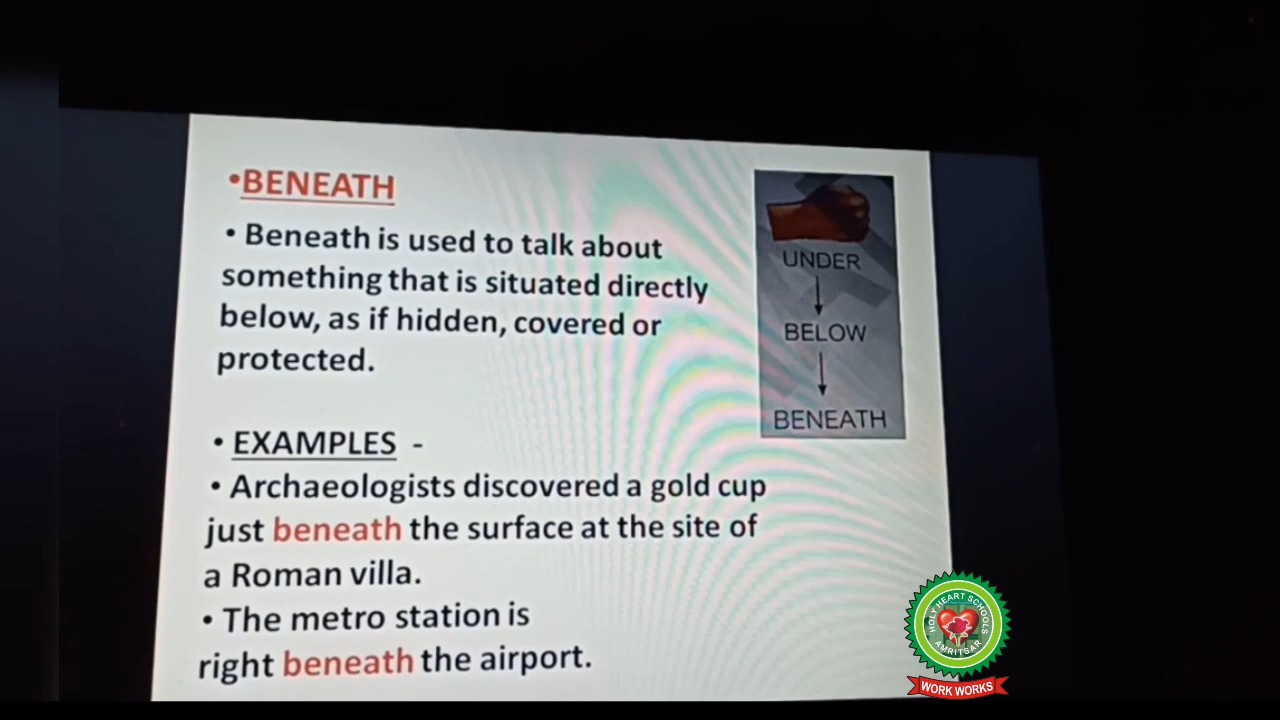 •BENEATH
• Beneath is used to talk about
something that is situated directly
below, as if hidden, covered or
protected.
UNDER
BELOW
BENEATH
• EXAMPLES -
• Archaeologists discovered a gold cup
just beneath the surface at the site of
a Roman villa.
• The metro station is
right beneath the airport.
HOLY HEART SCHOOLS
AMRITSAR
WORK WORKS